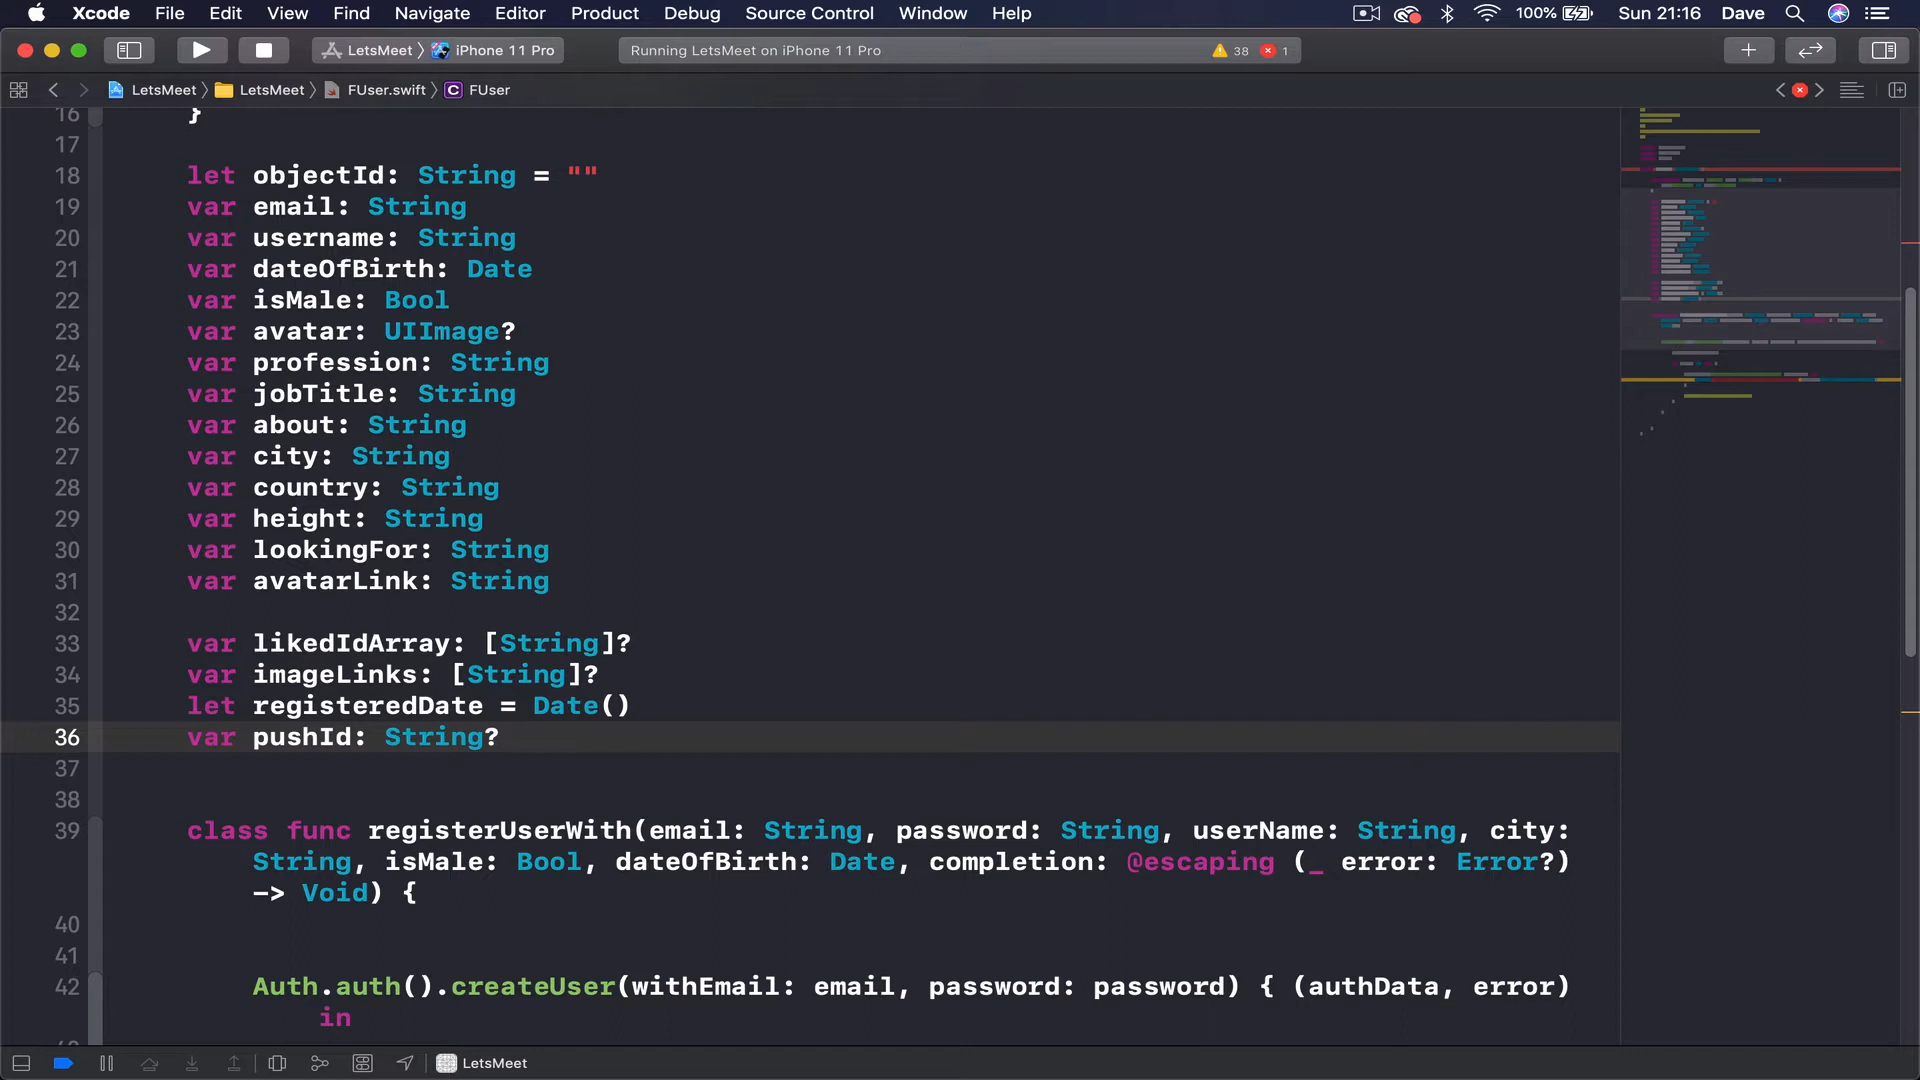 Xcode File Edit View Find Navigate Editor Product Debug Source Control Window Help 100% Sun 21:16 Dave
LetsMeet 〉 iPhone 11 Pro Running LetsMeet on iPhone 11 Pro 38 1
LetsMeet 〉 LetsMeet 〉 FUser.swift 〉 C FUser
16 }
17
18 let objectId: String = ""
19 var email: String
20 var username: String
21 var dateOfBirth: Date
22 var isMale: Bool
23 var avatar: UIImage?
24 var profession: String
25 var jobTitle: String
26 var about: String
27 var city: String
28 var country: String
29 var height: String
30 var lookingFor: String
31 var avatarLink: String
32
33 var likedIdArray: [String]?
34 var imageLinks: [String]?
35 let registeredDate = Date()
36 var pushId: String?
37
38
39 class func registerUserWith(email: String, password: String, userName: String, city:
String, isMale: Bool, dateOfBirth: Date, completion: @escaping (_ error: Error?)
-> Void) {
40
41
42 Auth.auth().createUser(withEmail: email, password: password) { (authData, error)
in
LetsMeet